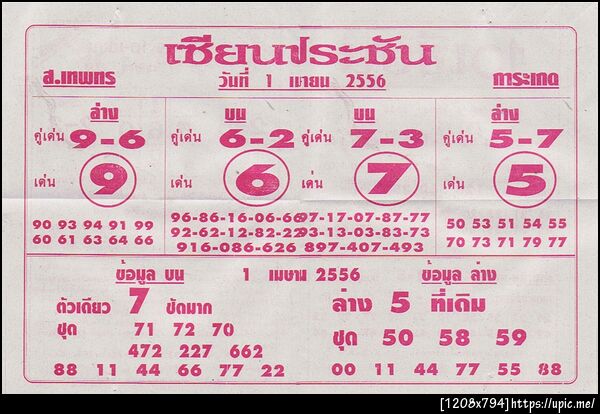 เซียนประชัน
ส.เทพทร วันที่ 1 เมษายน 2556 การะเกด
ล่าง บน บน ล่าง
คู่เด่น 9-6 คู่เด่น 6-2 คู่เด่น 7-3 คู่เด่น 5-7
เด่น 9 เด่น 6 เด่น 7 เด่น 5
90 93 94 91 99
60 61 63 64 66
96-86-16-06-66
92-62-12-82-22
916-086-626
97-17-07-87-77
93-13-03-83-73
897-407-493
50 53 51 54 55
70 73 71 79 77
ข้อมูล บน 1 เมษายน 2556 ข้อมูล ล่าง
ตัวเดียว 7 ชัดมาก
ชุด 71 72 70
472 227 662
88 11 44 66 77 22
ล่าง 5 ที่เดิม
ชุด 50 58 59
00 11 44 77 55 88
[1208x794]https://upic.me/